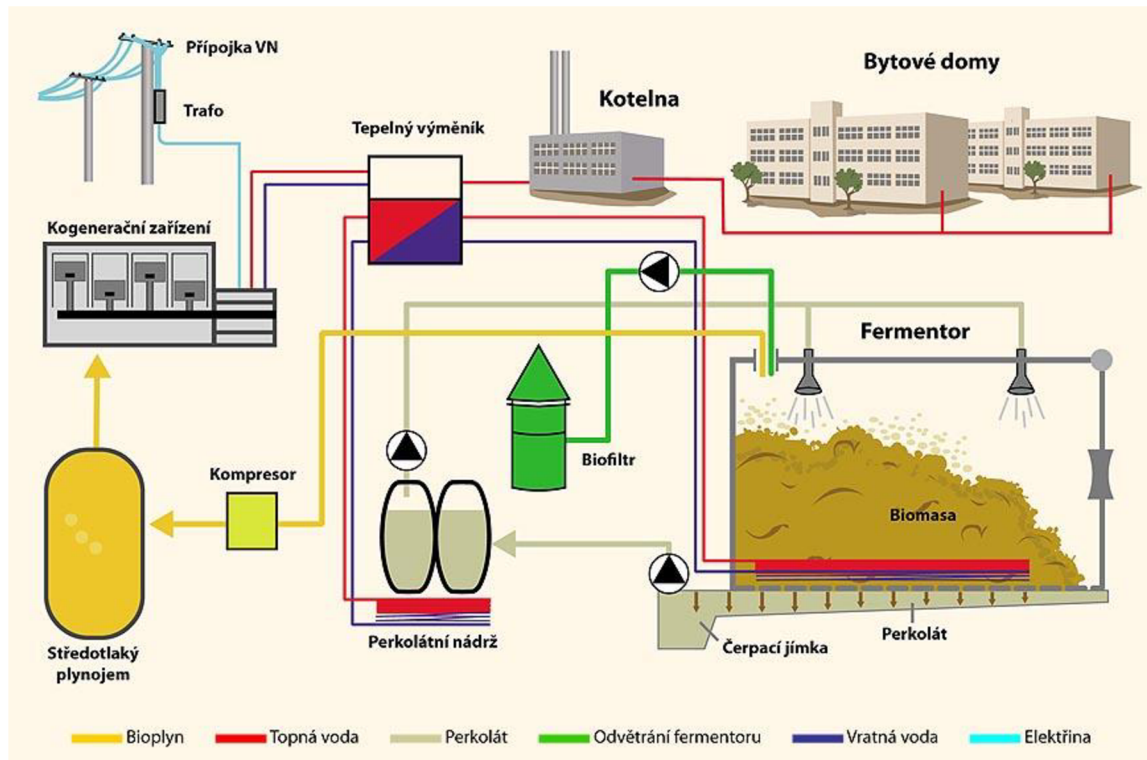 Přípojka VN
Trafo
Tepelný výměník
Kotelna
Bytové domy
Kogenerační zařízení
Fermentor
Kompresor
Biofiltr
Biomasa
Středotlaký
plynojem
Perkolátní nádrž
Čerpací jímka
Perkolát
Bioplyn
Topná voda
Perkolát
Odvětrání fermentoru
Vratná voda
Elektřina